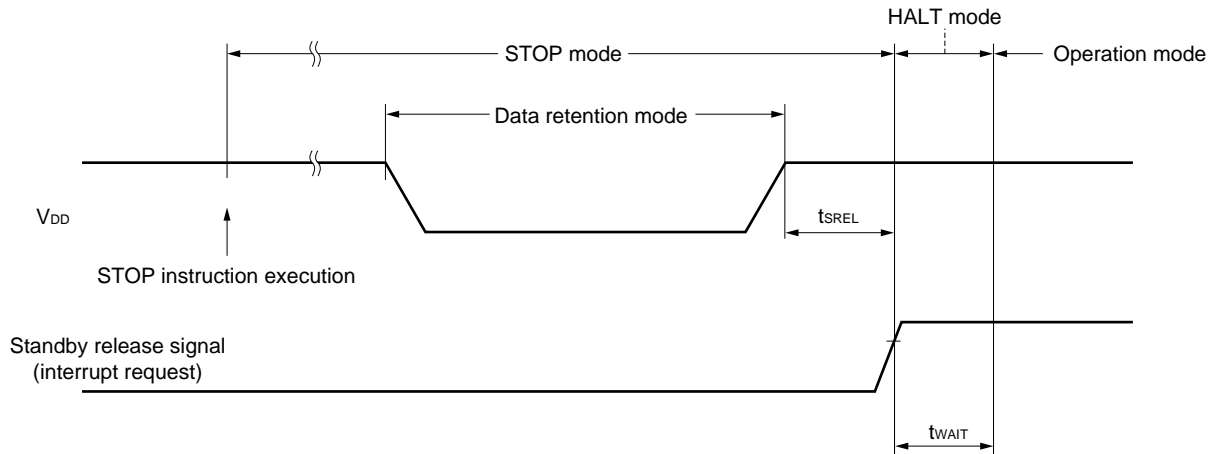 HALT mode
STOP mode
Operation mode
Data retention mode
VDD
tSREL
STOP instruction execution
Standby release signal
(interrupt request)
tWAIT